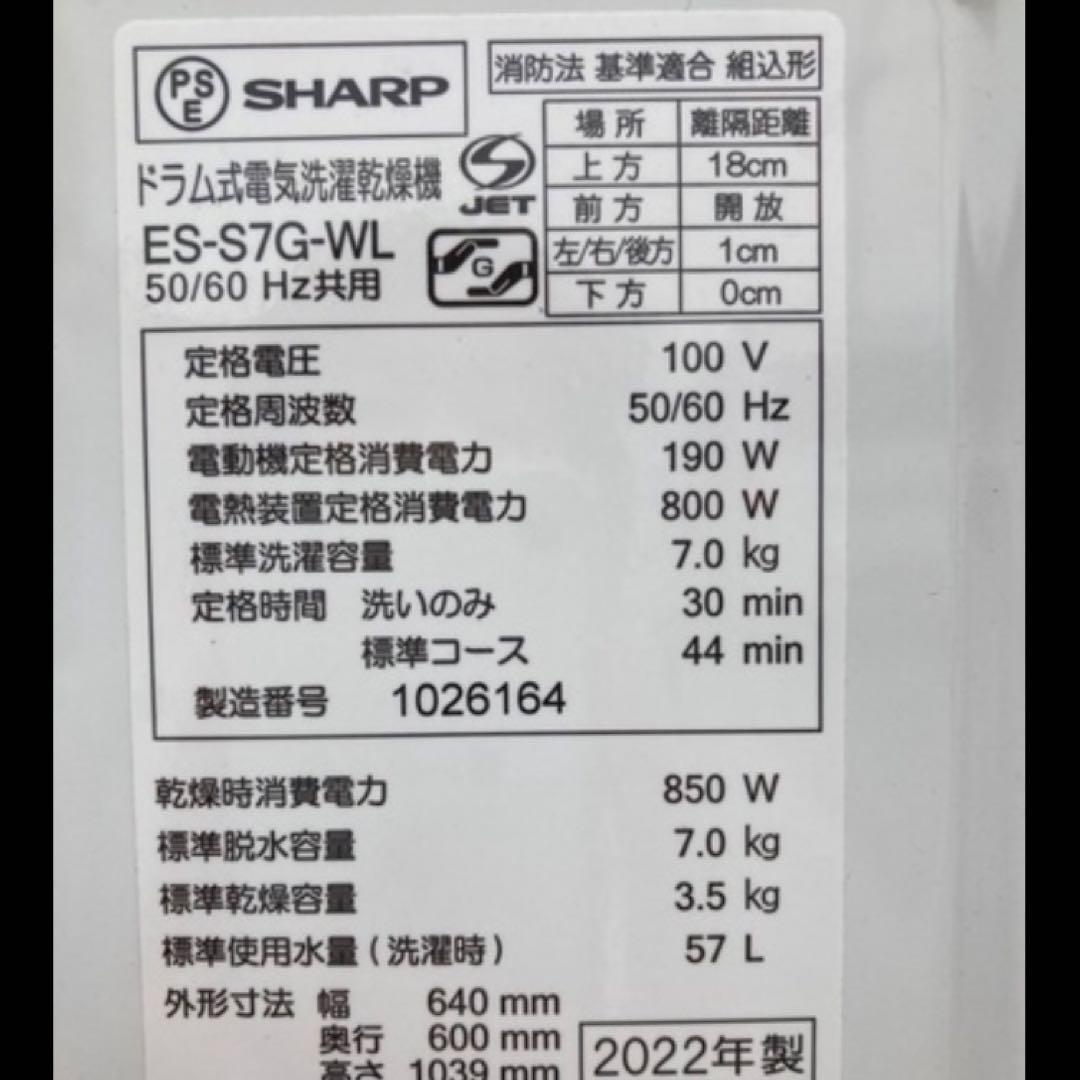 PSE SHARP
消防法 基準適合 組込形
場所 離隔距離
上方 18cm
前方 開放
左/右/後方 1cm
下方 0cm
ドラム式電気洗濯乾燥機
JET
ES-S7G-WL
50/60 Hz共用
G
定格電圧 100 V
定格周波数 50/60 Hz
電動機定格消費電力 190 W
電熱装置定格消費電力 800 W
標準洗濯容量 7.0 kg
定格時間 洗いのみ 30 min
標準コース 44 min
製造番号 1026164
乾燥時消費電力 850 W
標準脱水容量 7.0 kg
標準乾燥容量 3.5 kg
標準使用水量(洗濯時) 57 L
外形寸法 幅 640 mm
奥行 600 mm
高さ 1039 mm
2022年製